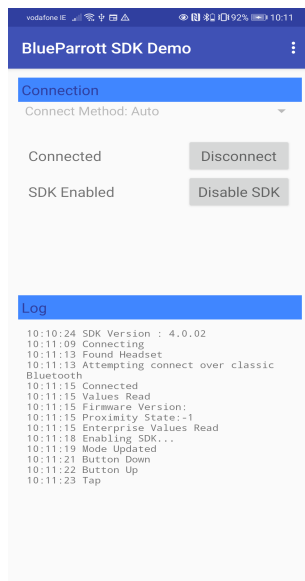 vodafone IE 92% 10:11
BlueParrott SDK Demo
Connection
Connect Method: Auto
Connected Disconnect
SDK Enabled Disable SDK
Log
10:10:24 SDK Version : 4.0.02
10:11:09 Connecting
10:11:13 Found Headset
10:11:13 Attempting connect over classic
Bluetooth
10:11:15 Connected
10:11:15 Values Read
10:11:15 Firmware Version:
10:11:15 Proximity State:-1
10:11:15 Enterprise Values Read
10:11:18 Enabling SDK...
10:11:19 Mode Updated
10:11:21 Button Down
10:11:22 Button Up
10:11:23 Tap